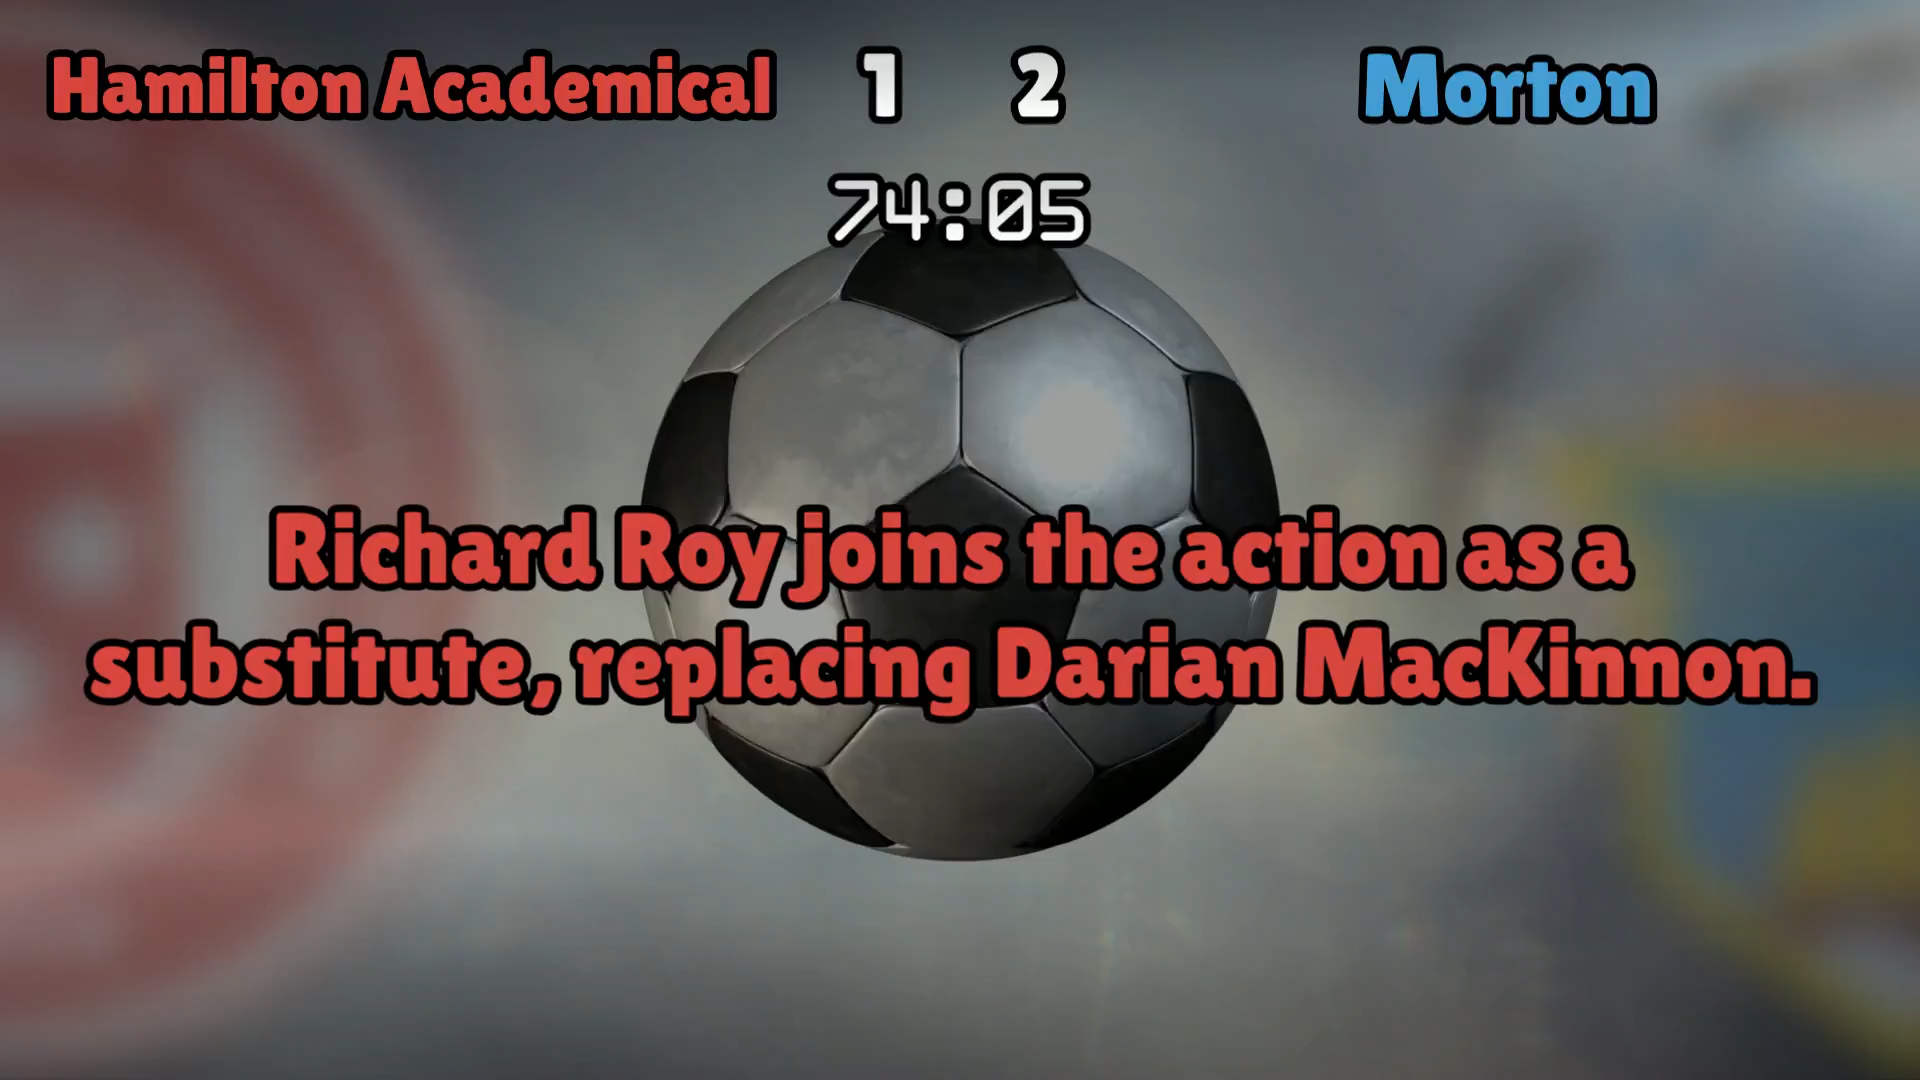 Hamilton Academical 1 2 Morton
74:05
Richard Roy joins the action as a
substitute, replacing Darian MacKinnon.